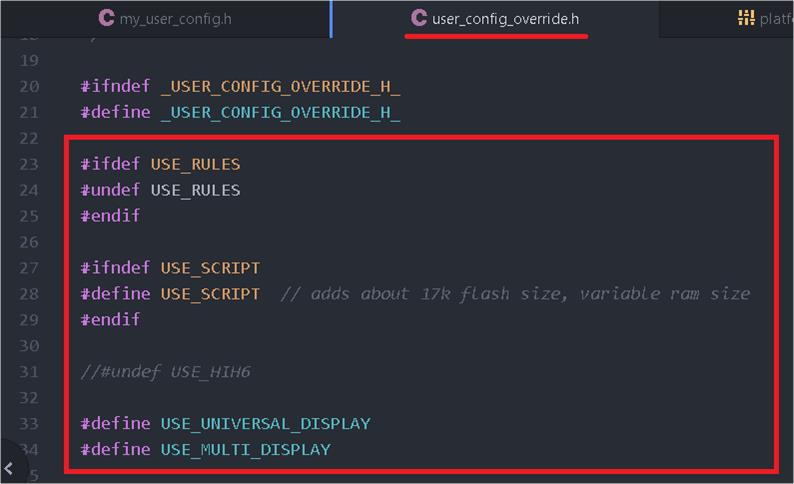 my_user_config.h user_config_override.h
19
20 #ifndef _USER_CONFIG_OVERRIDE_H_
21 #define _USER_CONFIG_OVERRIDE_H_
22
23 #ifdef USE_RULES
24 #undef USE_RULES
25 #endif
26
27 #ifndef USE_SCRIPT
28 #define USE_SCRIPT // adds about 17k flash size, variable ram size
29 #endif
30
31 //#undef USE_HIH6
32
33 #define USE_UNIVERSAL_DISPLAY
34 #define USE_MULTI_DISPLAY